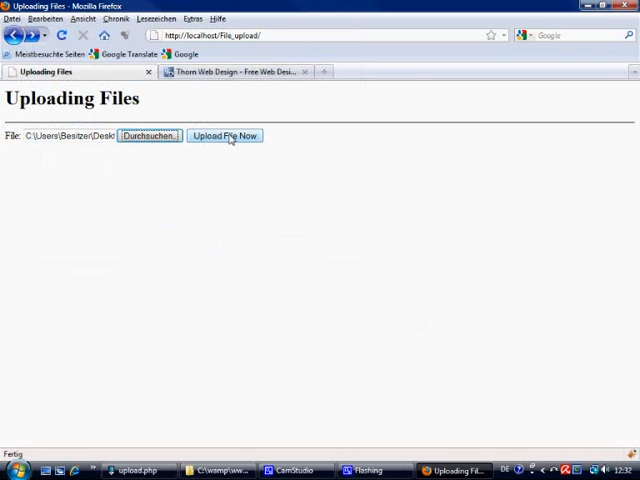 Uploading Files - Mozilla Firefox
Datei Bearbeiten Ansicht Chronik Lesezeichen Extras Hilfe
http://localhost/File_upload/
Google
Meistbesuchte Seiten Google Translate Google
Uploading Files
Thorn Web Design - Free Web Desi...
Uploading Files
File: C:\Users\Besitzer\Deskt Durchsuchen... Upload File Now
Fertig
upload.php C:\wamp\ww... CamStudio Flashing Uploading Fil... DE 12:32